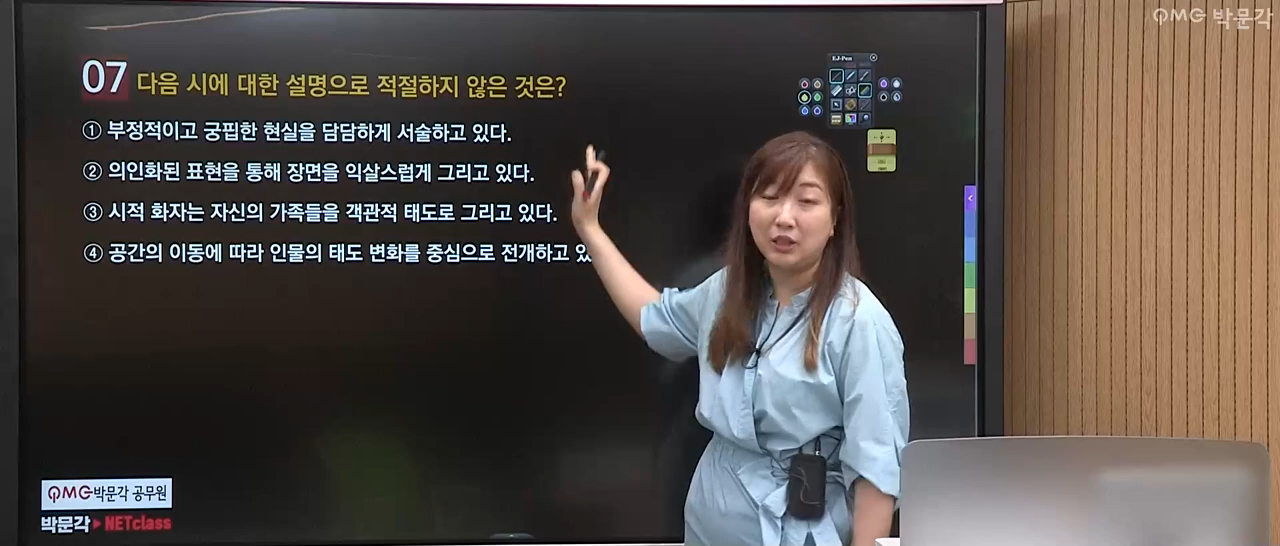 PMG 박문각
EJ-Pen
07 다음 시에 대한 설명으로 적절하지 않은 것은?
① 부정적이고 궁핍한 현실을 담담하게 서술하고 있다.
② 의인화된 표현을 통해 장면을 익살스럽게 그리고 있다.
③ 시적 화자는 자신의 가족들을 객관적 태도로 그리고 있다.
④ 공간의 이동에 따라 인물의 태도 변화를 중심으로 전개하고
PMG박문각 공무원
박문각 NETclass